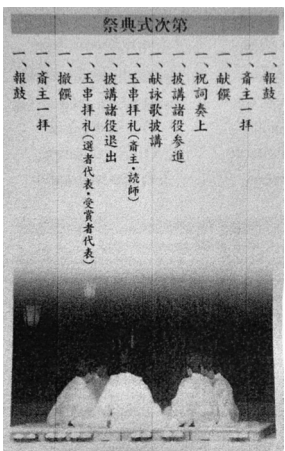 祭典式次第
一、報鼓
一、斎主一拝
一、献饌
一、祝詞奏上
一、披講諸役参進
一、献詠歌披講
一、玉串拝礼(斎主・読師)
一、披講諸役退出
一、玉串拝礼(選者代表・受賞者代表)
一、撤饌
一、斎主一拝
一、報鼓